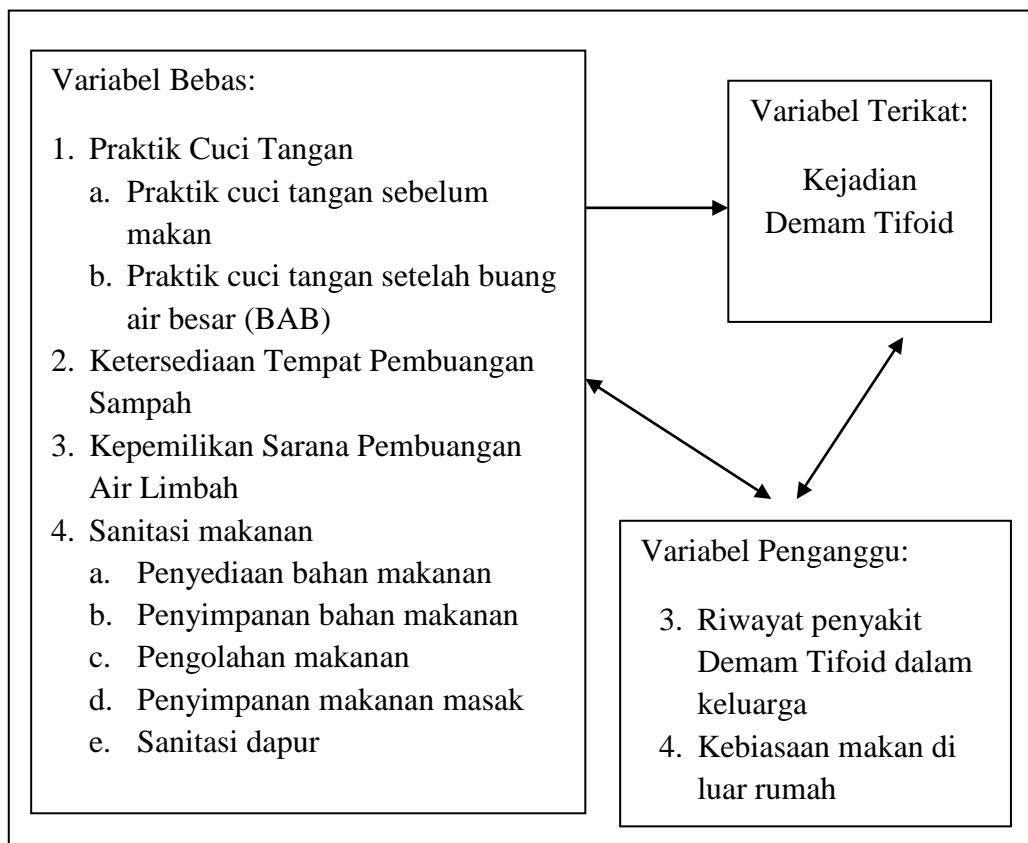 Variabel Bebas:
1. Praktik Cuci Tangan
a. Praktik cuci tangan sebelum
makan
b. Praktik cuci tangan setelah buang
air besar (BAB)
2. Ketersediaan Tempat Pembuangan
Sampah
3. Kepemilikan Sarana Pembuangan
Air Limbah
4. Sanitasi makanan
a. Penyediaan bahan makanan
b. Penyimpanan bahan makanan
c. Pengolahan makanan
d. Penyimpanan makanan masak
e. Sanitasi dapur
Variabel Terikat:
Kejadian
Demam Tifoid
Variabel Penganggu:
3. Riwayat penyakit
Demam Tifoid dalam
keluarga
4. Kebiasaan makan di
luar rumah